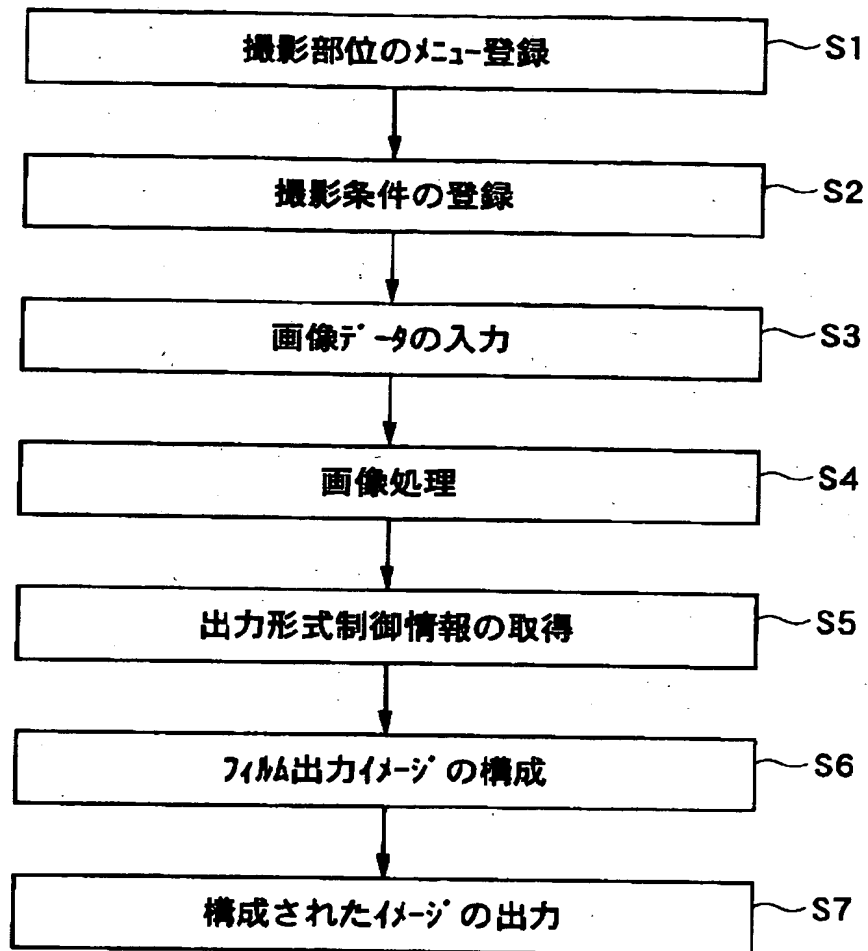 撮影部位のﾒﾆｭｰ登録 S1
撮影条件の登録 S2
画像ﾃﾞｰﾀの入力 S3
画像処理 S4
出力形式制御情報の取得 S5
ﾌｨﾙﾑ出力ｲﾒｰｼﾞの構成 S6
構成されたｲﾒｰｼﾞの出力 S7